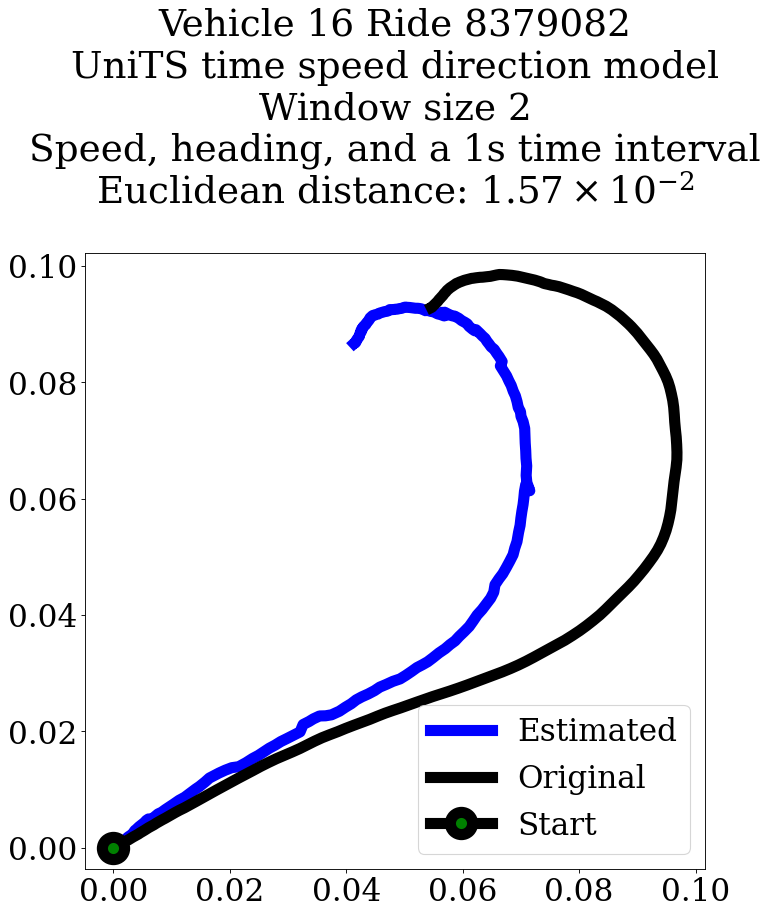 Vehicle 16 Ride 8379082
UniTS time speed direction model
Window size 2
Speed, heading, and a 1s time interval
Euclidean distance: 1.57 × 10⁻²
0.10
0.08
0.06
0.04
0.02
0.00
Estimated
Original
Start
0.00 0.02 0.04 0.06 0.08 0.10